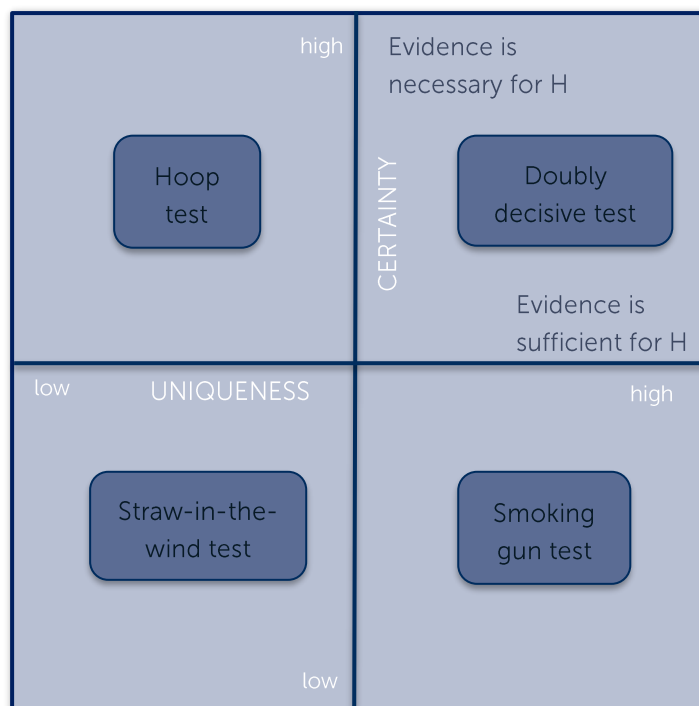 high
Evidence is
necessary for H
Hoop
test
CERTAINTY
Doubly
decisive test
Evidence is
sufficient for H
low
UNIQUENESS
high
Straw-in-the-
wind test
Smoking
gun test
low